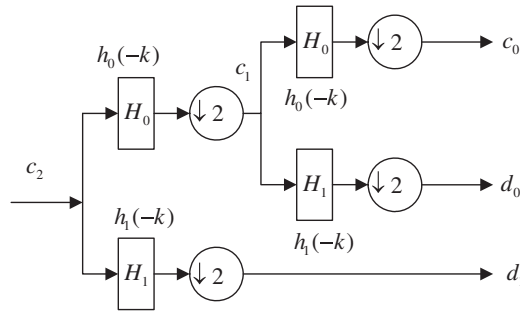 H₀ ↓2 c₀
h₀(−k) c₁ h₀(−k)
H₀ ↓2
c₂ H₁ ↓2 d₀
h₁(−k) h₁(−k)
H₁ ↓2 d